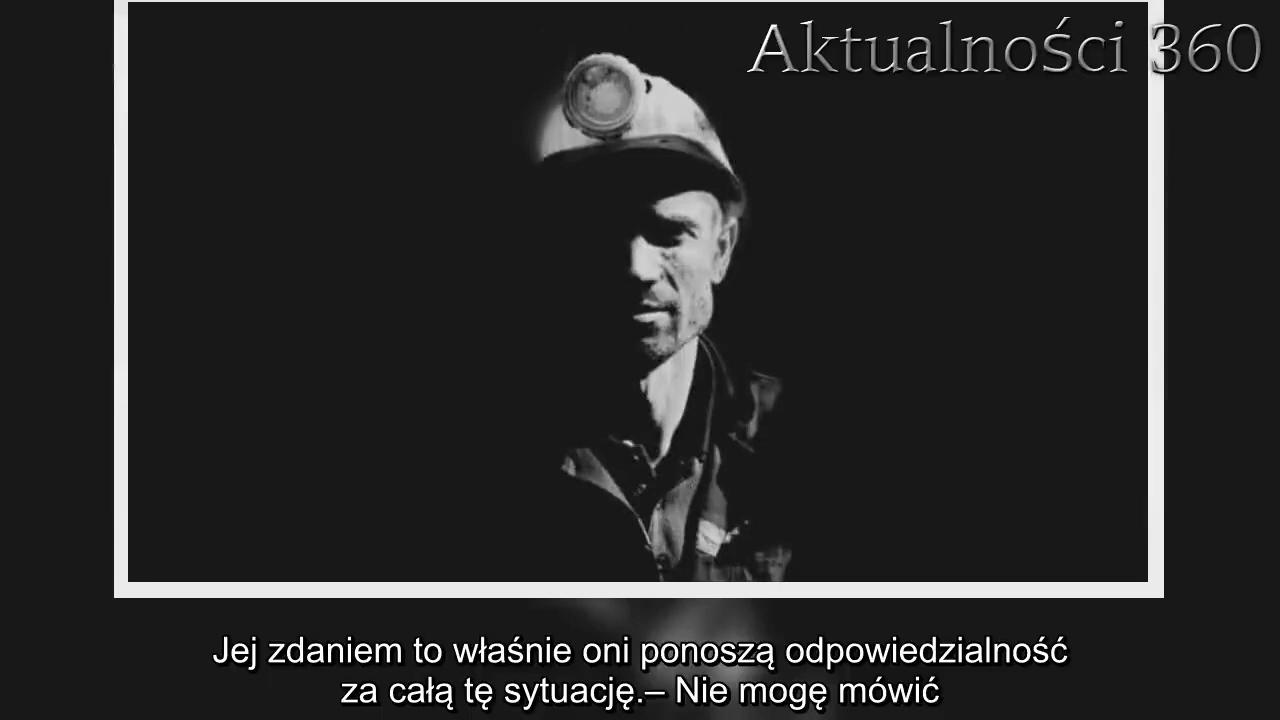 Aktualności 360
Jej zdaniem to właśnie oni ponoszą odpowiedzialność
za całą tę sytuację.– Nie mogę mówić